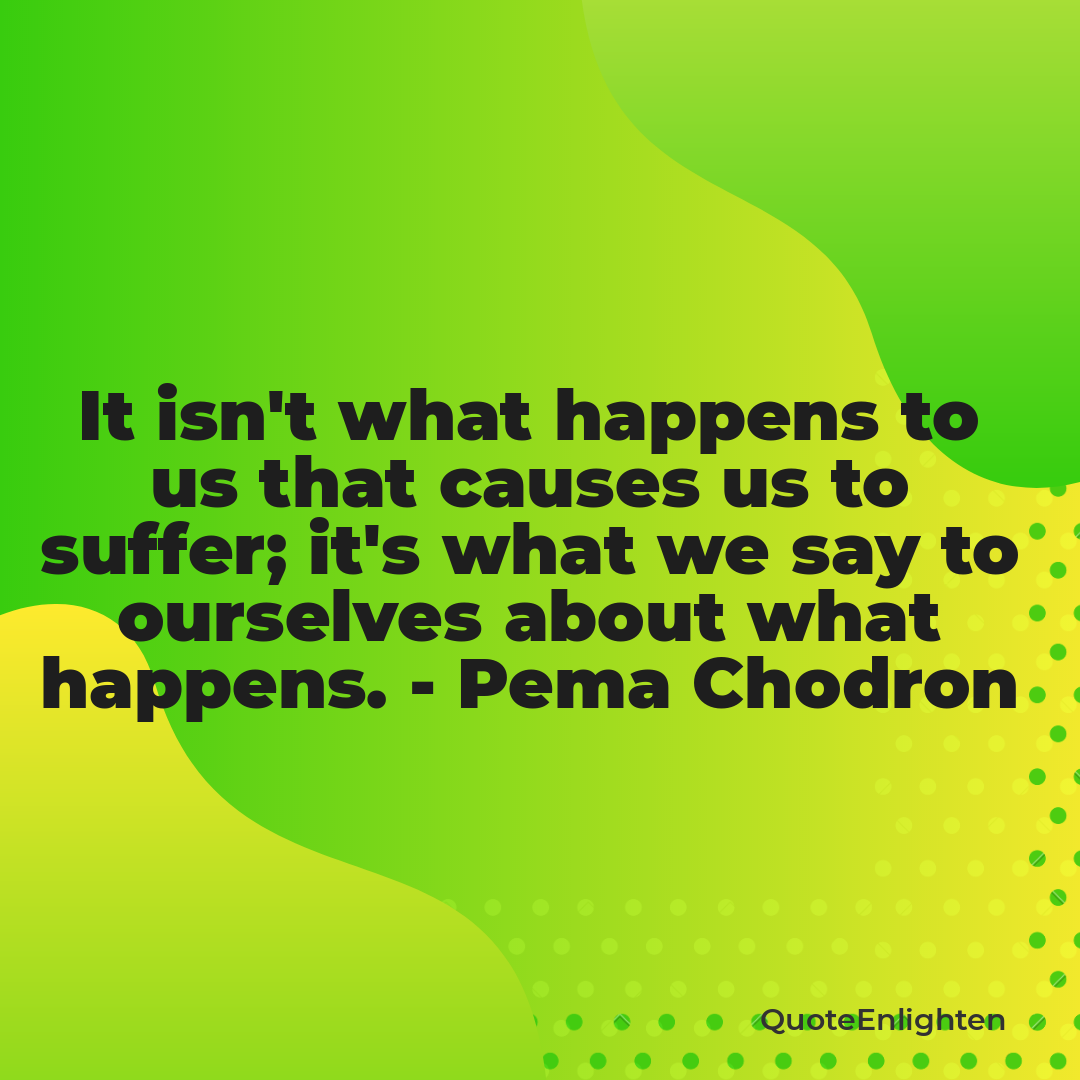 It isn't what happens to
us that causes us to
suffer; it's what we say to
ourselves about what
happens. - Pema Chodron
QuoteEnlighten